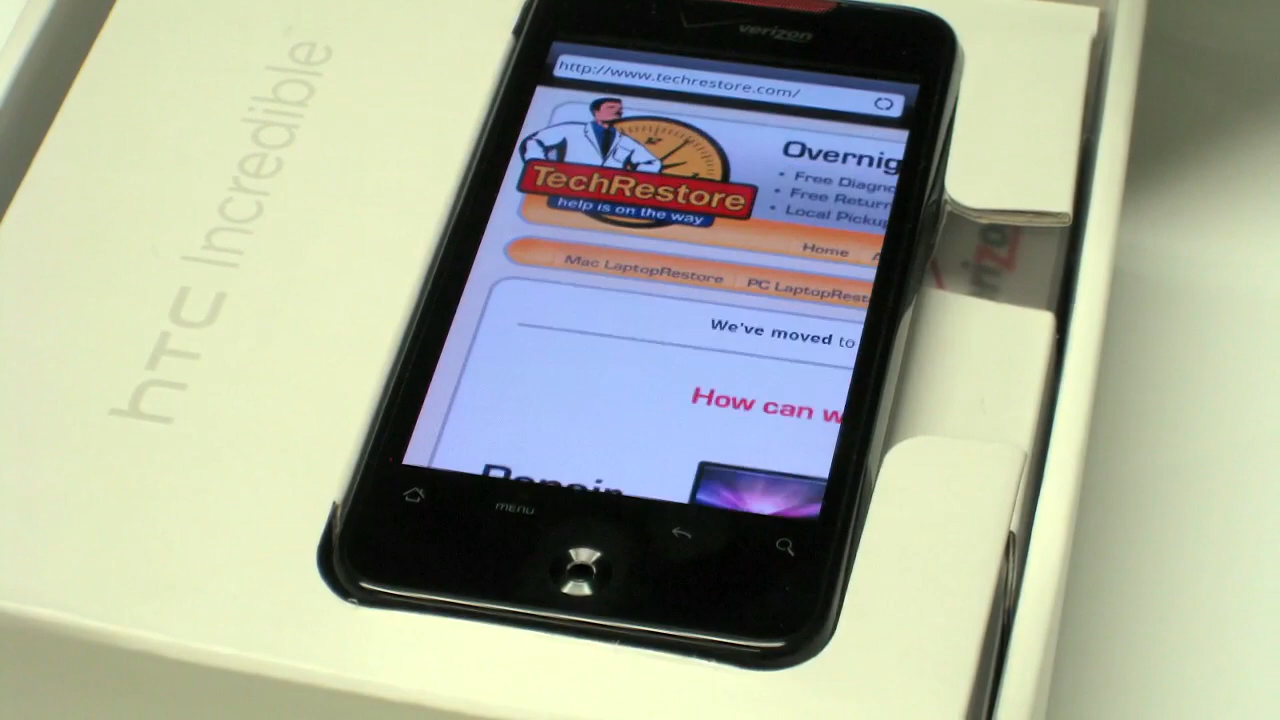 hTC Incredible
verizon
http://www.techrestore.com/
TechRestore
help is on the way
Overnig
• Free Diagno
• Free Return
• Local Pickup
Home A
Mac LaptopRestore PC LaptopRest
We've moved to
How can w
Repair
MENU